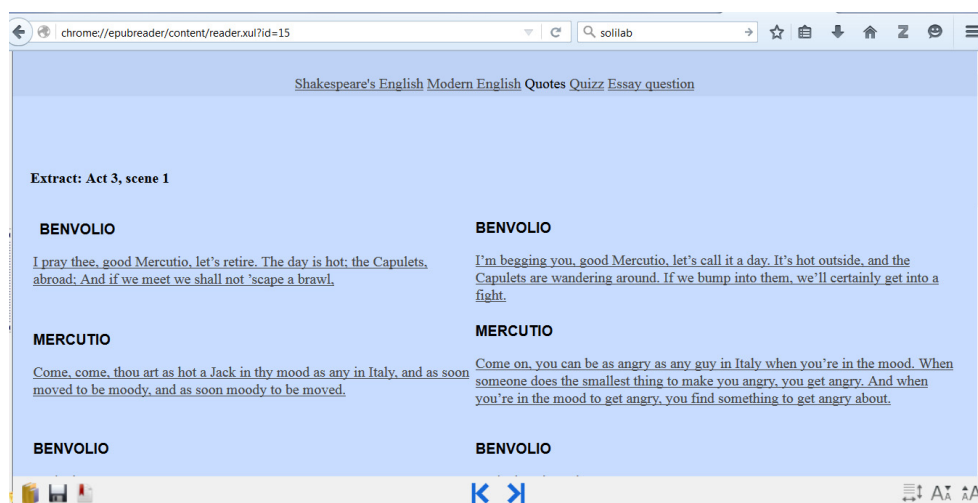 chrome://epubreader/content/reader.xul?id=15
solilab
Shakespeare's English Modern English Quotes Quizz Essay question
Extract: Act 3, scene 1
BENVOLIO
I pray thee, good Mercutio, let's retire. The day is hot; the Capulets,
abroad; And if we meet we shall not 'scape a brawl,
MERCUTIO
Come, come, thou art as hot a Jack in thy mood as any in Italy, and as soon
moved to be moody, and as soon moody to be moved.
BENVOLIO
BENVOLIO
I'm begging you, good Mercutio, let's call it a day. It's hot outside, and the
Capulets are wandering around. If we bump into them, we'll certainly get into a
fight.
MERCUTIO
Come on, you can be as angry as any guy in Italy when you're in the mood. When
someone does the smallest thing to make you angry, you get angry. And when
you're in the mood to get angry, you find something to get angry about.
BENVOLIO